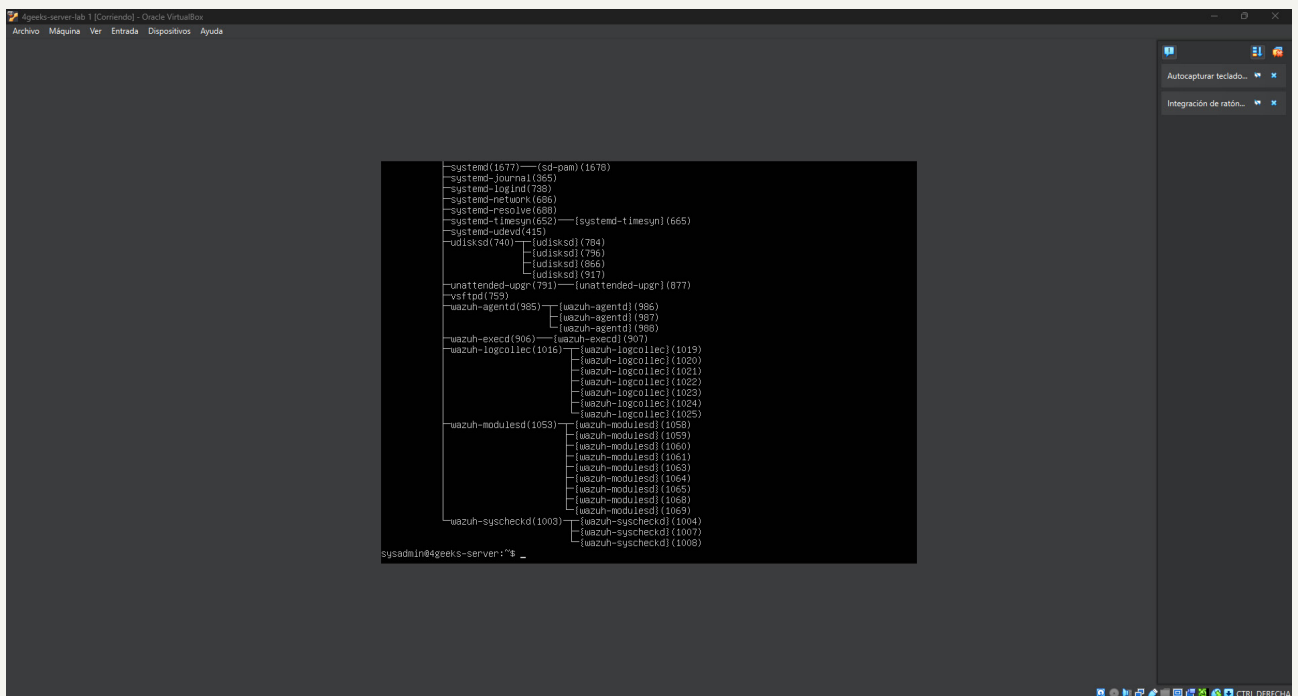 4geeks-server-lab 1 [Corriendo] - Oracle VirtualBox
Archivo Máquina Ver Entrada Dispositivos Ayuda
Autocapturar teclado...
Integración de ratón...
├─systemd(1677)───(sd-pam)(1678)
├─systemd-journal(365)
├─systemd-logind(738)
├─systemd-network(686)
├─systemd-resolve(688)
├─systemd-timesyn(652)───{systemd-timesyn}(665)
├─systemd-udevd(415)
├─udisksd(740)─┬─{udisksd}(784)
├─{udisksd}(796)
├─{udisksd}(866)
└─{udisksd}(917)
├─unattended-upgr(791)───{unattended-upgr}(877)
├─vsftpd(759)
├─wazuh-agentd(985)─┬─{wazuh-agentd}(986)
├─{wazuh-agentd}(987)
└─{wazuh-agentd}(988)
├─wazuh-execd(906)───{wazuh-execd}(907)
├─wazuh-logcollec(1016)─┬─{wazuh-logcollec}(1019)
├─{wazuh-logcollec}(1020)
├─{wazuh-logcollec}(1021)
├─{wazuh-logcollec}(1022)
├─{wazuh-logcollec}(1023)
├─{wazuh-logcollec}(1024)
└─{wazuh-logcollec}(1025)
├─wazuh-modulesd(1053)─┬─{wazuh-modulesd}(1058)
├─{wazuh-modulesd}(1059)
├─{wazuh-modulesd}(1060)
├─{wazuh-modulesd}(1061)
├─{wazuh-modulesd}(1063)
├─{wazuh-modulesd}(1064)
├─{wazuh-modulesd}(1065)
├─{wazuh-modulesd}(1068)
└─{wazuh-modulesd}(1069)
└─wazuh-syscheckd(1003)─┬─{wazuh-syscheckd}(1004)
├─{wazuh-syscheckd}(1007)
└─{wazuh-syscheckd}(1008)
sysadmin@4geeks-server:~$ _
CTRL DERECHA